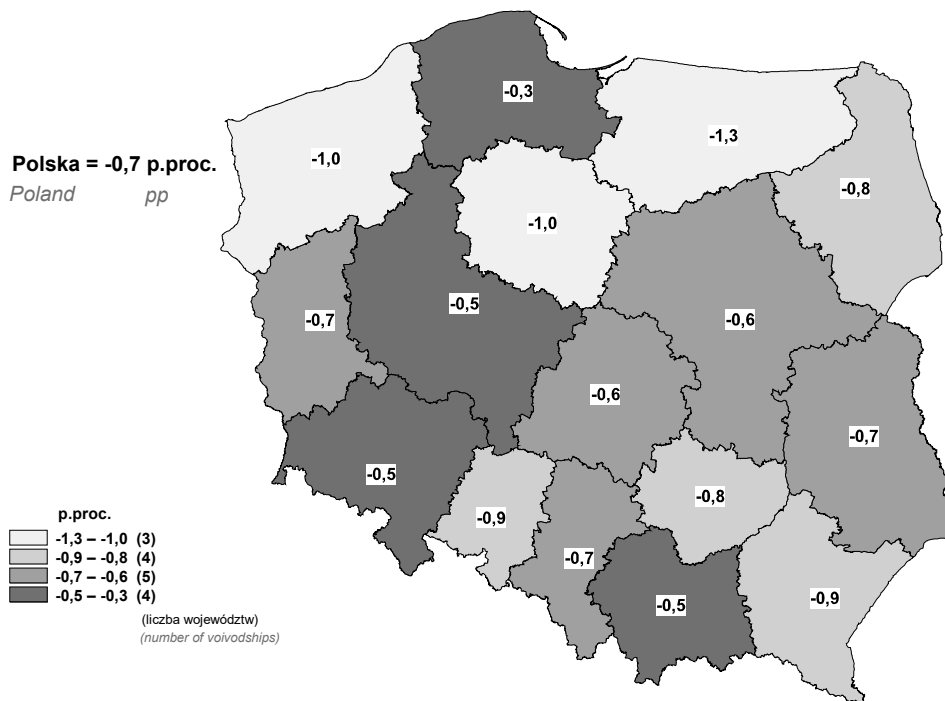 -0,3
-1,3
-1,0
Polska = -0,7 p.proc.
Poland pp
-0,8
-1,0
-0,5
-0,7
-0,6
-0,6
-0,7
-0,5
-0,8
-0,9
p.proc.
-1,3 – -1,0 (3)
-0,9 – -0,8 (4)
-0,7 – -0,6 (5)
-0,5 – -0,3 (4)
(liczba województw)
(number of voivodships)
-0,7
-0,9
-0,5